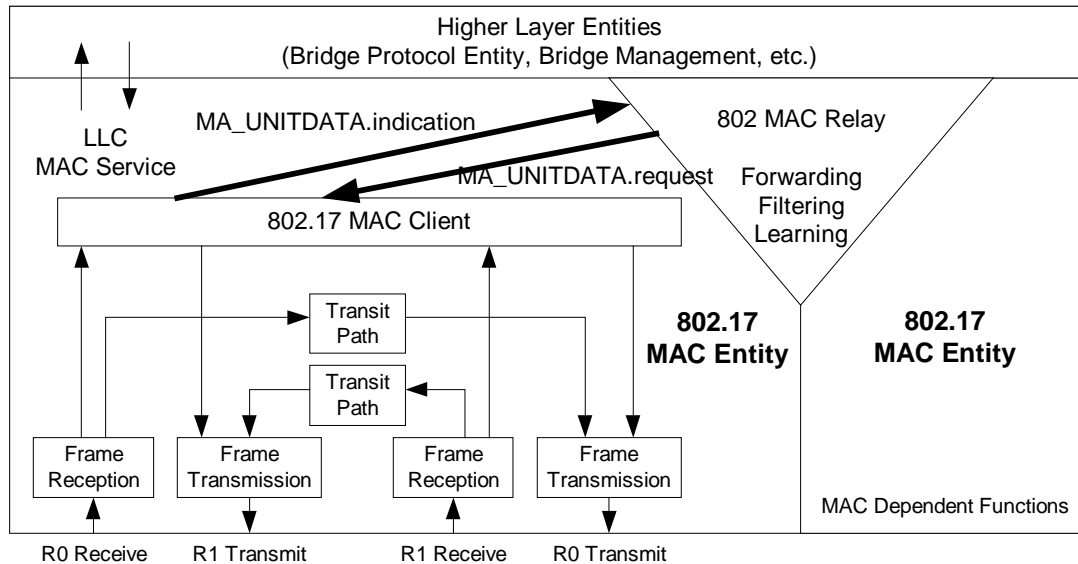 Higher Layer Entities
(Bridge Protocol Entity, Bridge Management, etc.)
LLC
MAC Service
MA_UNITDATA.indication
MA_UNITDATA.request
802 MAC Relay
Forwarding
Filtering
Learning
802.17 MAC Client
Transit
Path
Transit
Path
802.17
MAC Entity
802.17
MAC Entity
Frame
Reception
Frame
Transmission
Frame
Reception
Frame
Transmission
MAC Dependent Functions
R0 Receive
R1 Transmit
R1 Receive
R0 Transmit